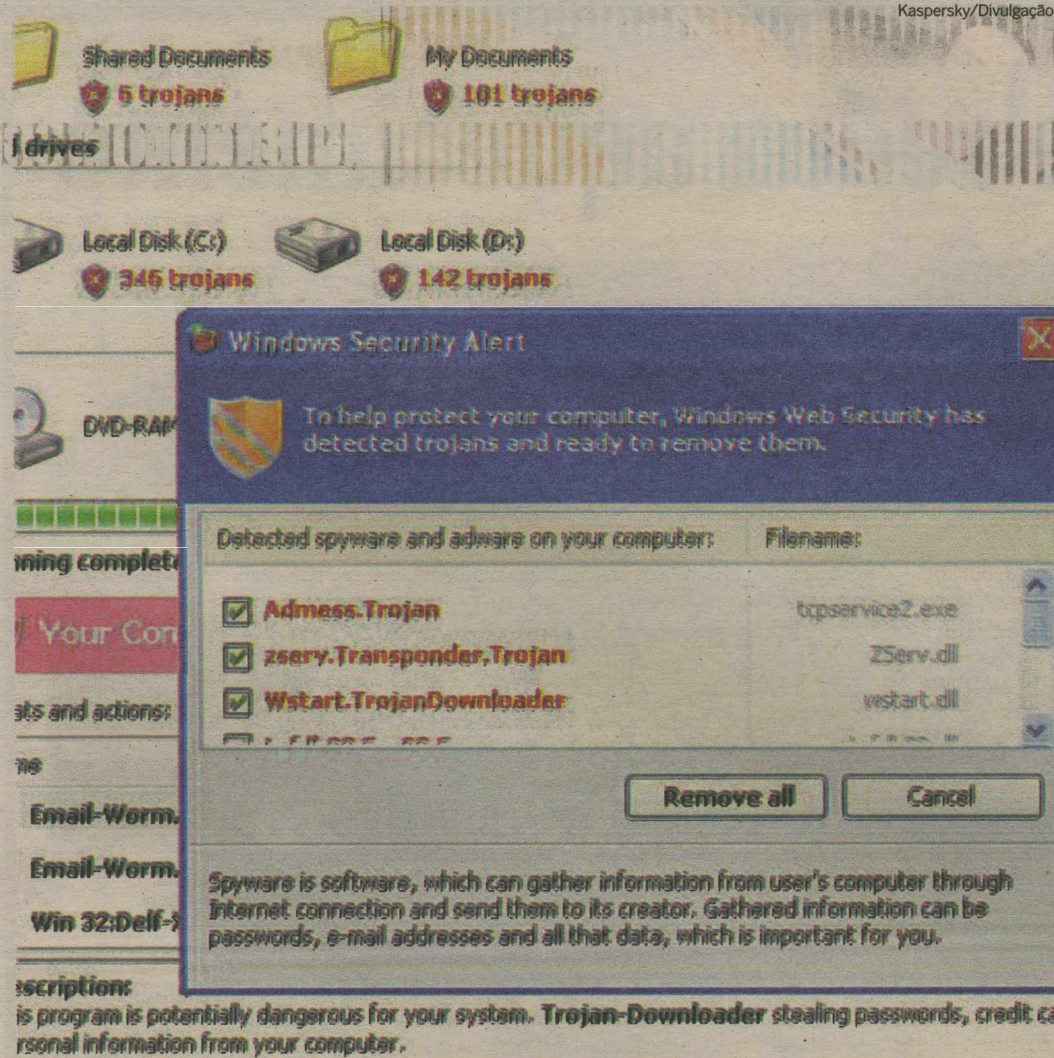 Kaspersky/Divulgação
Shared Documents
6 trojans
My Documents
101 trojans
l drives
Local Disk (C:)
346 trojans
Local Disk (D:)
142 trojans
DVD-RAM
Windows Security Alert
To help protect your computer, Windows Web Security has
detected trojans and ready to remove them.
Detected spyware and adware on your computer:
Filename:
Admess.Trojan
tcpservice2.exe
zserv.Transponder.Trojan
ZServ.dll
Wstart.TrojanDownloader
wstart.dll
Remove all
Cancel
Spyware is software, which can gather information from user's computer through
Internet connection and send them to its creator. Gathered information can be
passwords, e-mail addresses and all that data, which is important for you.
nning complete
Your Com
ats and actions:
me
Email-Worm.
Email-Worm.
Win 32:Delf-X
escription:
is program is potentially dangerous for your system. Trojan-Downloader stealing passwords, credit ca
rsonal information from your computer.